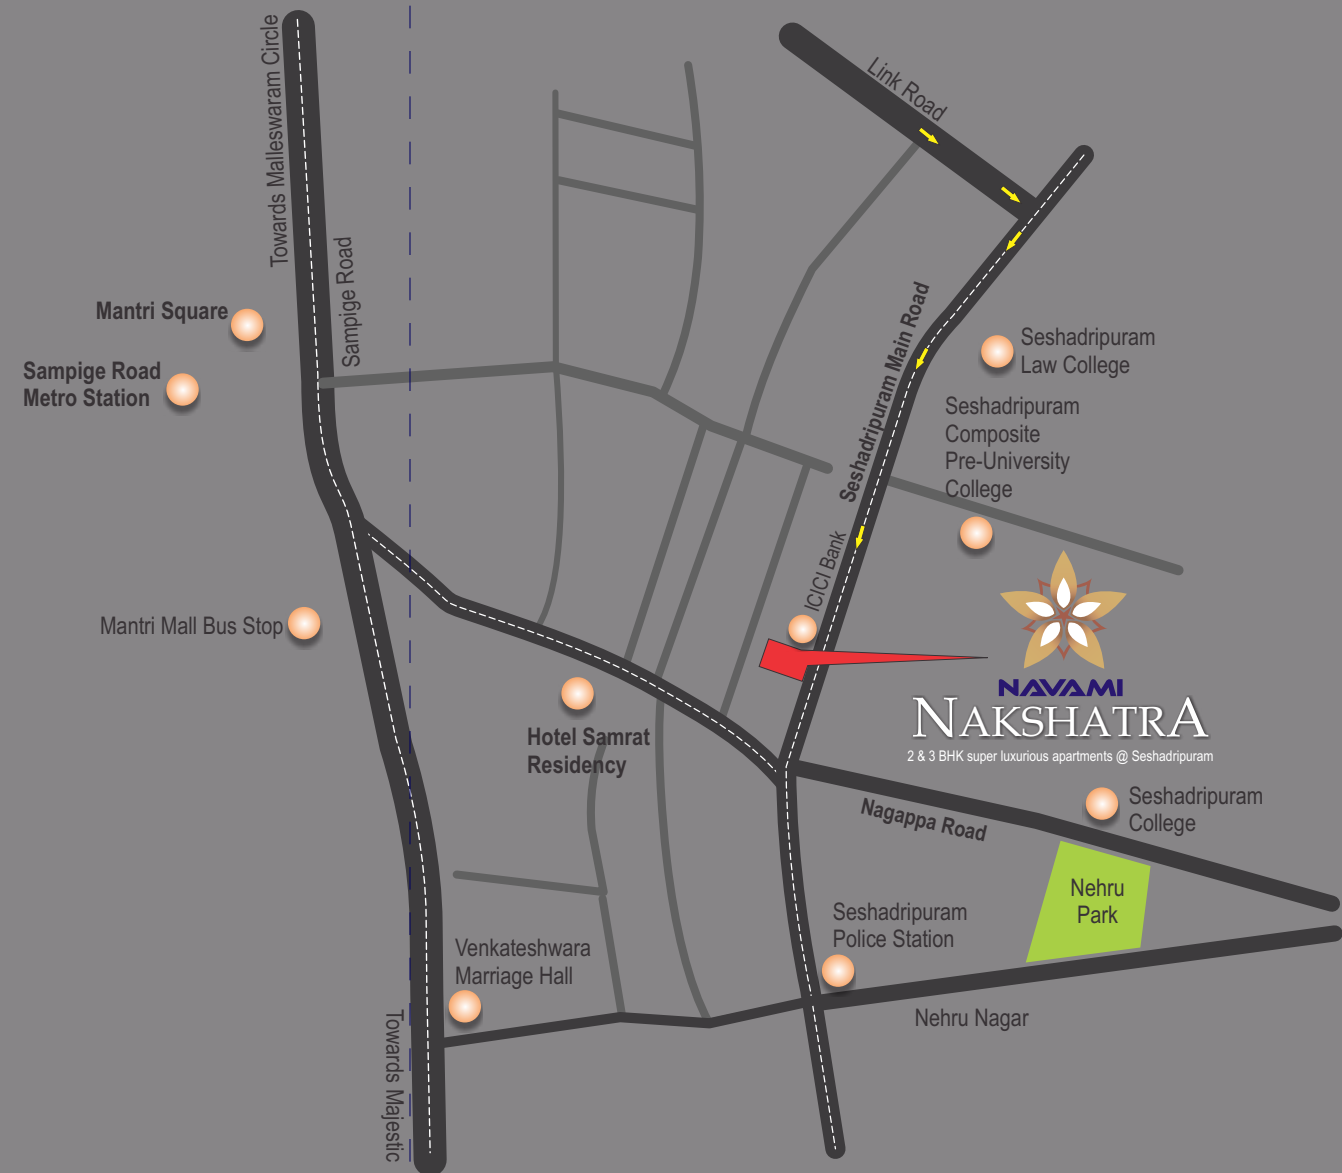 Towards Malleswaram Circle
Link Road
Sampige Road
Mantri Square
Sampige Road
Metro Station
Seshadripuram Main Road
Seshadripuram
Law College
Seshadripuram
Composite
Pre-University
College
ICICI Bank
Mantri Mall Bus Stop
NAVAMI
NAKSHATRA
2 & 3 BHK super luxurious apartments @ Seshadripuram
Hotel Samrat
Residency
Nagappa Road
Seshadripuram
College
Nehru
Park
Seshadripuram
Police Station
Venkateshwara
Marriage Hall
Nehru Nagar
Towards Majestic